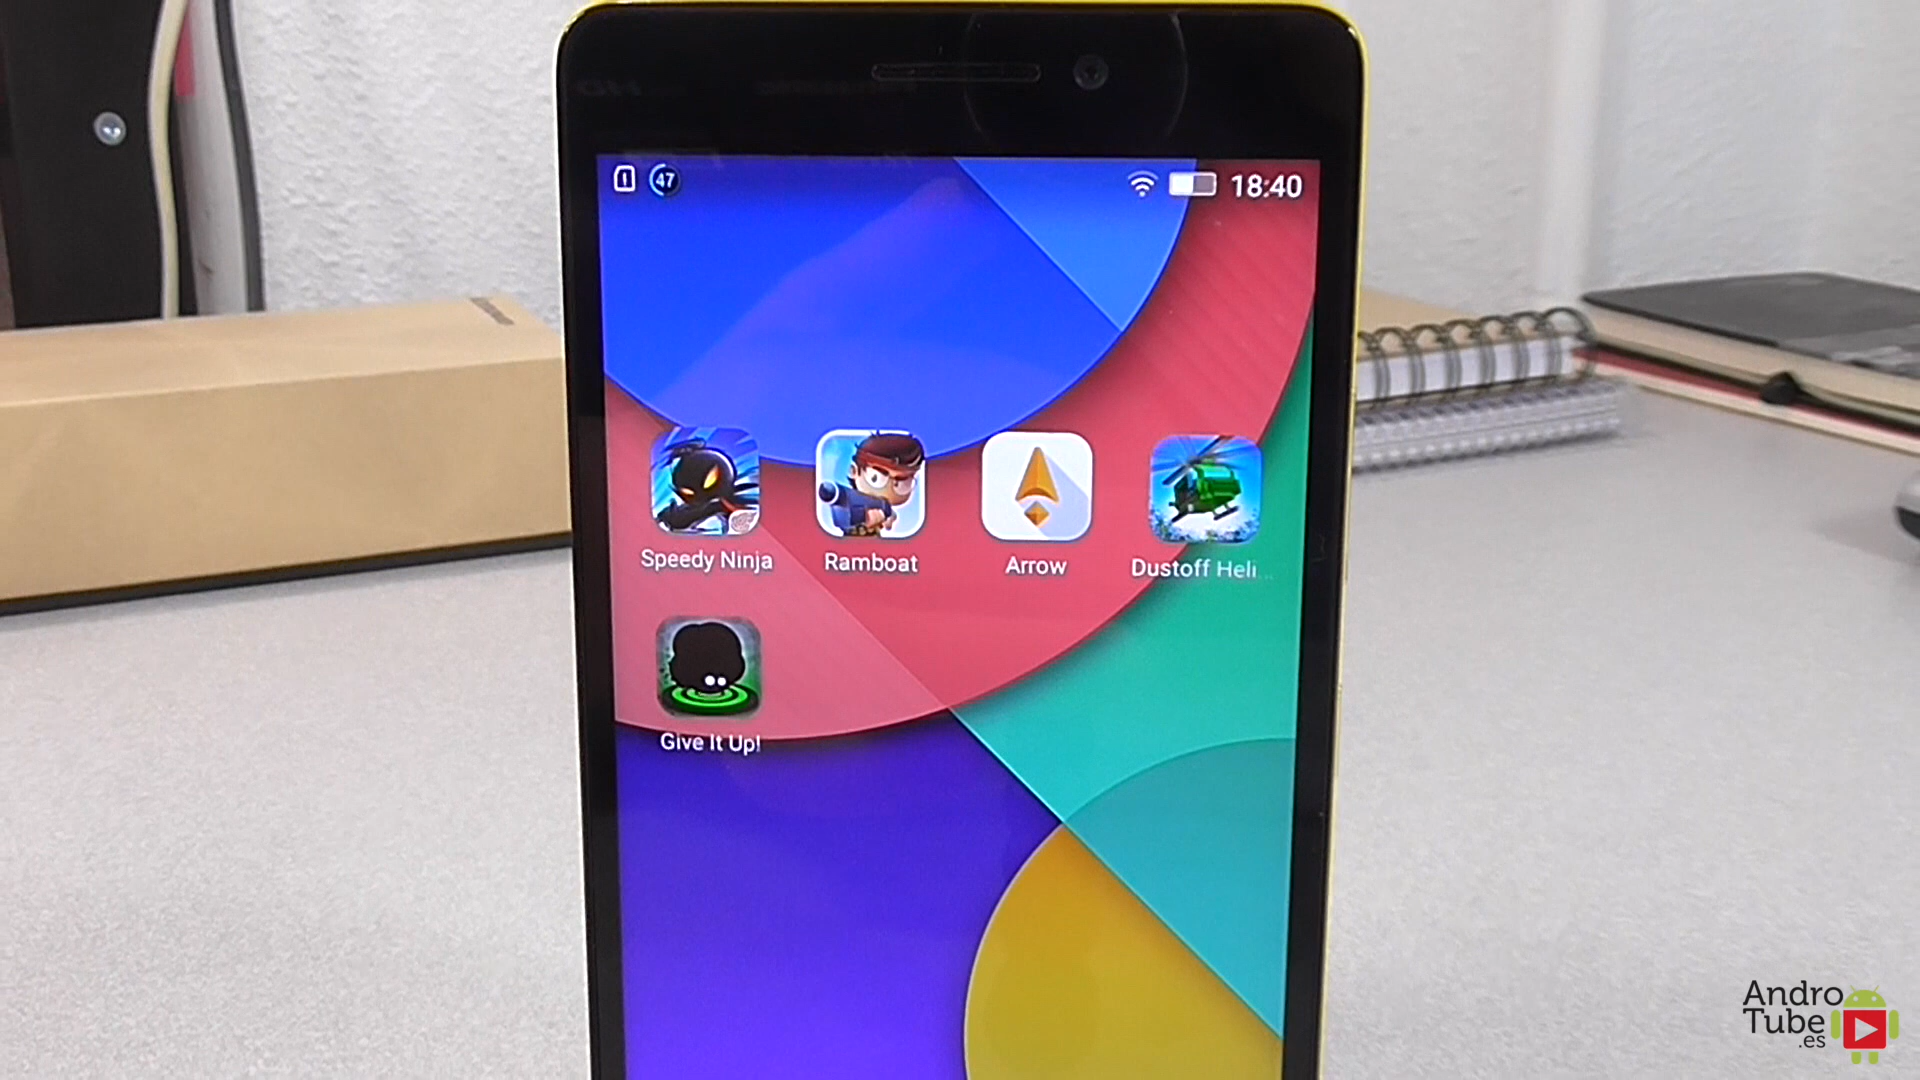 47
18:40
Speedy Ninja
Ramboat
Arrow
Dustoff Heli...
Give It Up!
Andro
Tube
.es